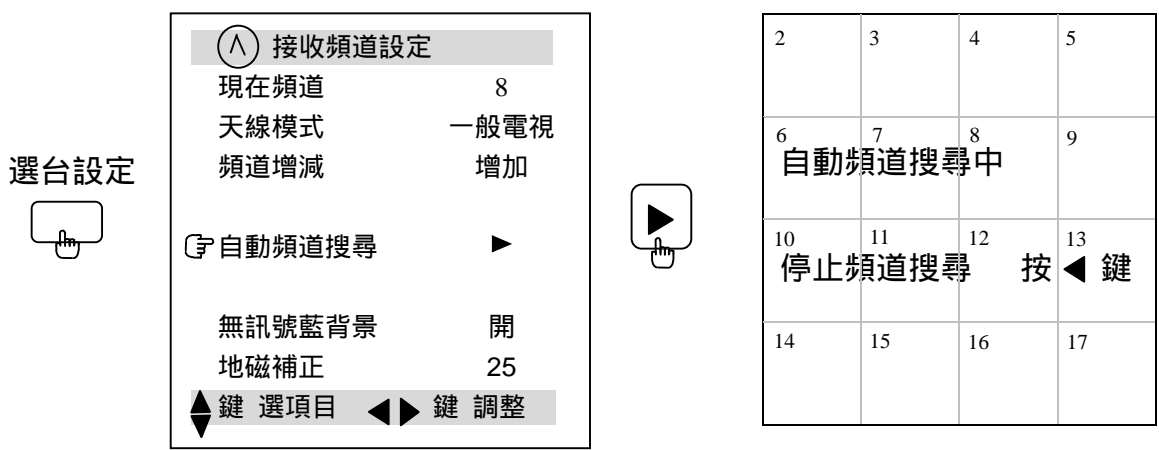 選台設定
接收頻道設定
現在頻道 8
天線模式 一般電視
頻道增減 增加
自動頻道搜尋 ►
無訊號藍背景 開
地磁補正 25
鍵 選項目 ◀▶ 鍵 調整
2 3 4 5
6 7 8 9
自動頻道搜尋中
10 11 12 13
停止頻道搜尋 按 ◀ 鍵
14 15 16 17